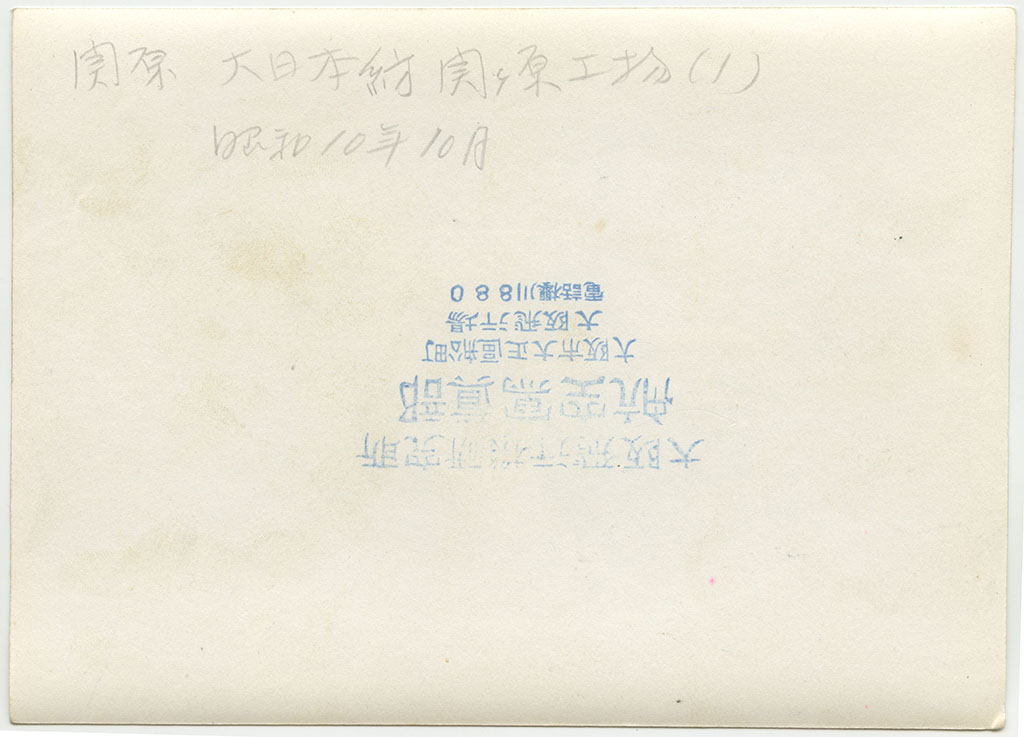 関原 大日本紡 関ヶ原工場(1)
昭和10年10月
大阪飛行機研究所
航空寫真部
大阪市大正區船町
大阪飛行場
電話櫻川880